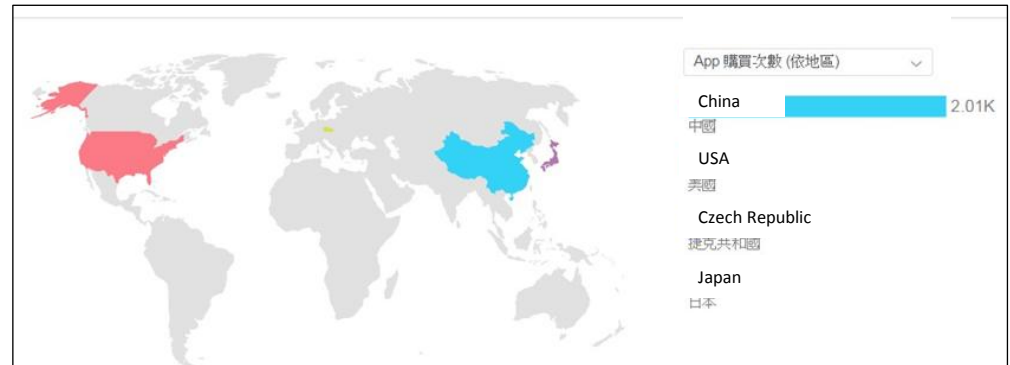 App 購買次數 (依地區)
China
2.01K
中國
USA
美國
Czech Republic
捷克共和國
Japan
日本